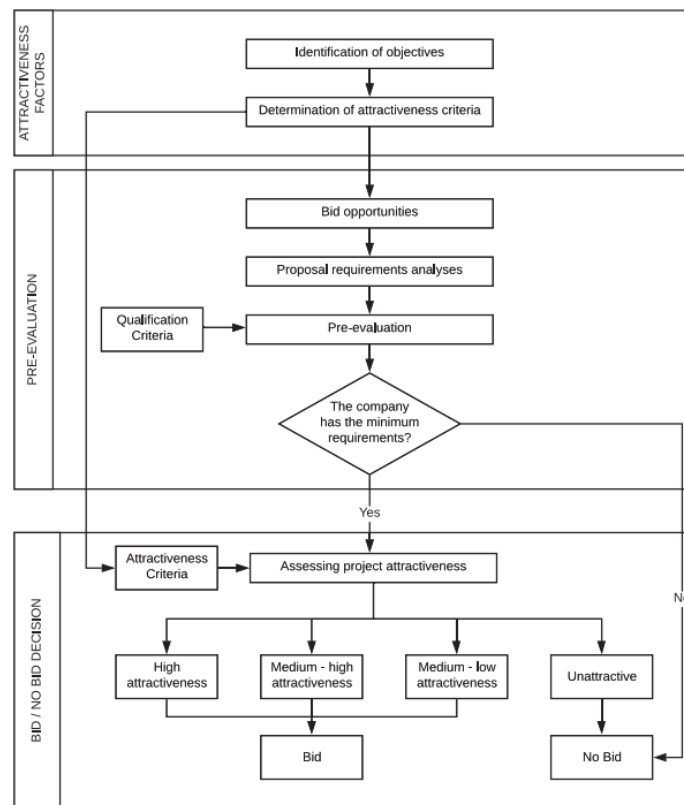 ATTRACTIVENESS
FACTORS
Identification of objectives
Determination of attractiveness criteria
PRE-EVALUATION
Bid opportunities
Proposal requirements analyses
Qualification
Criteria
Pre-evaluation
The company
has the minimum
requirements?
Yes
BID / NO BID DECISION
Attractiveness
Criteria
Assessing project attractiveness
High
attractiveness
Medium - high
attractiveness
Medium - low
attractiveness
Unattractive
Bid
No Bid